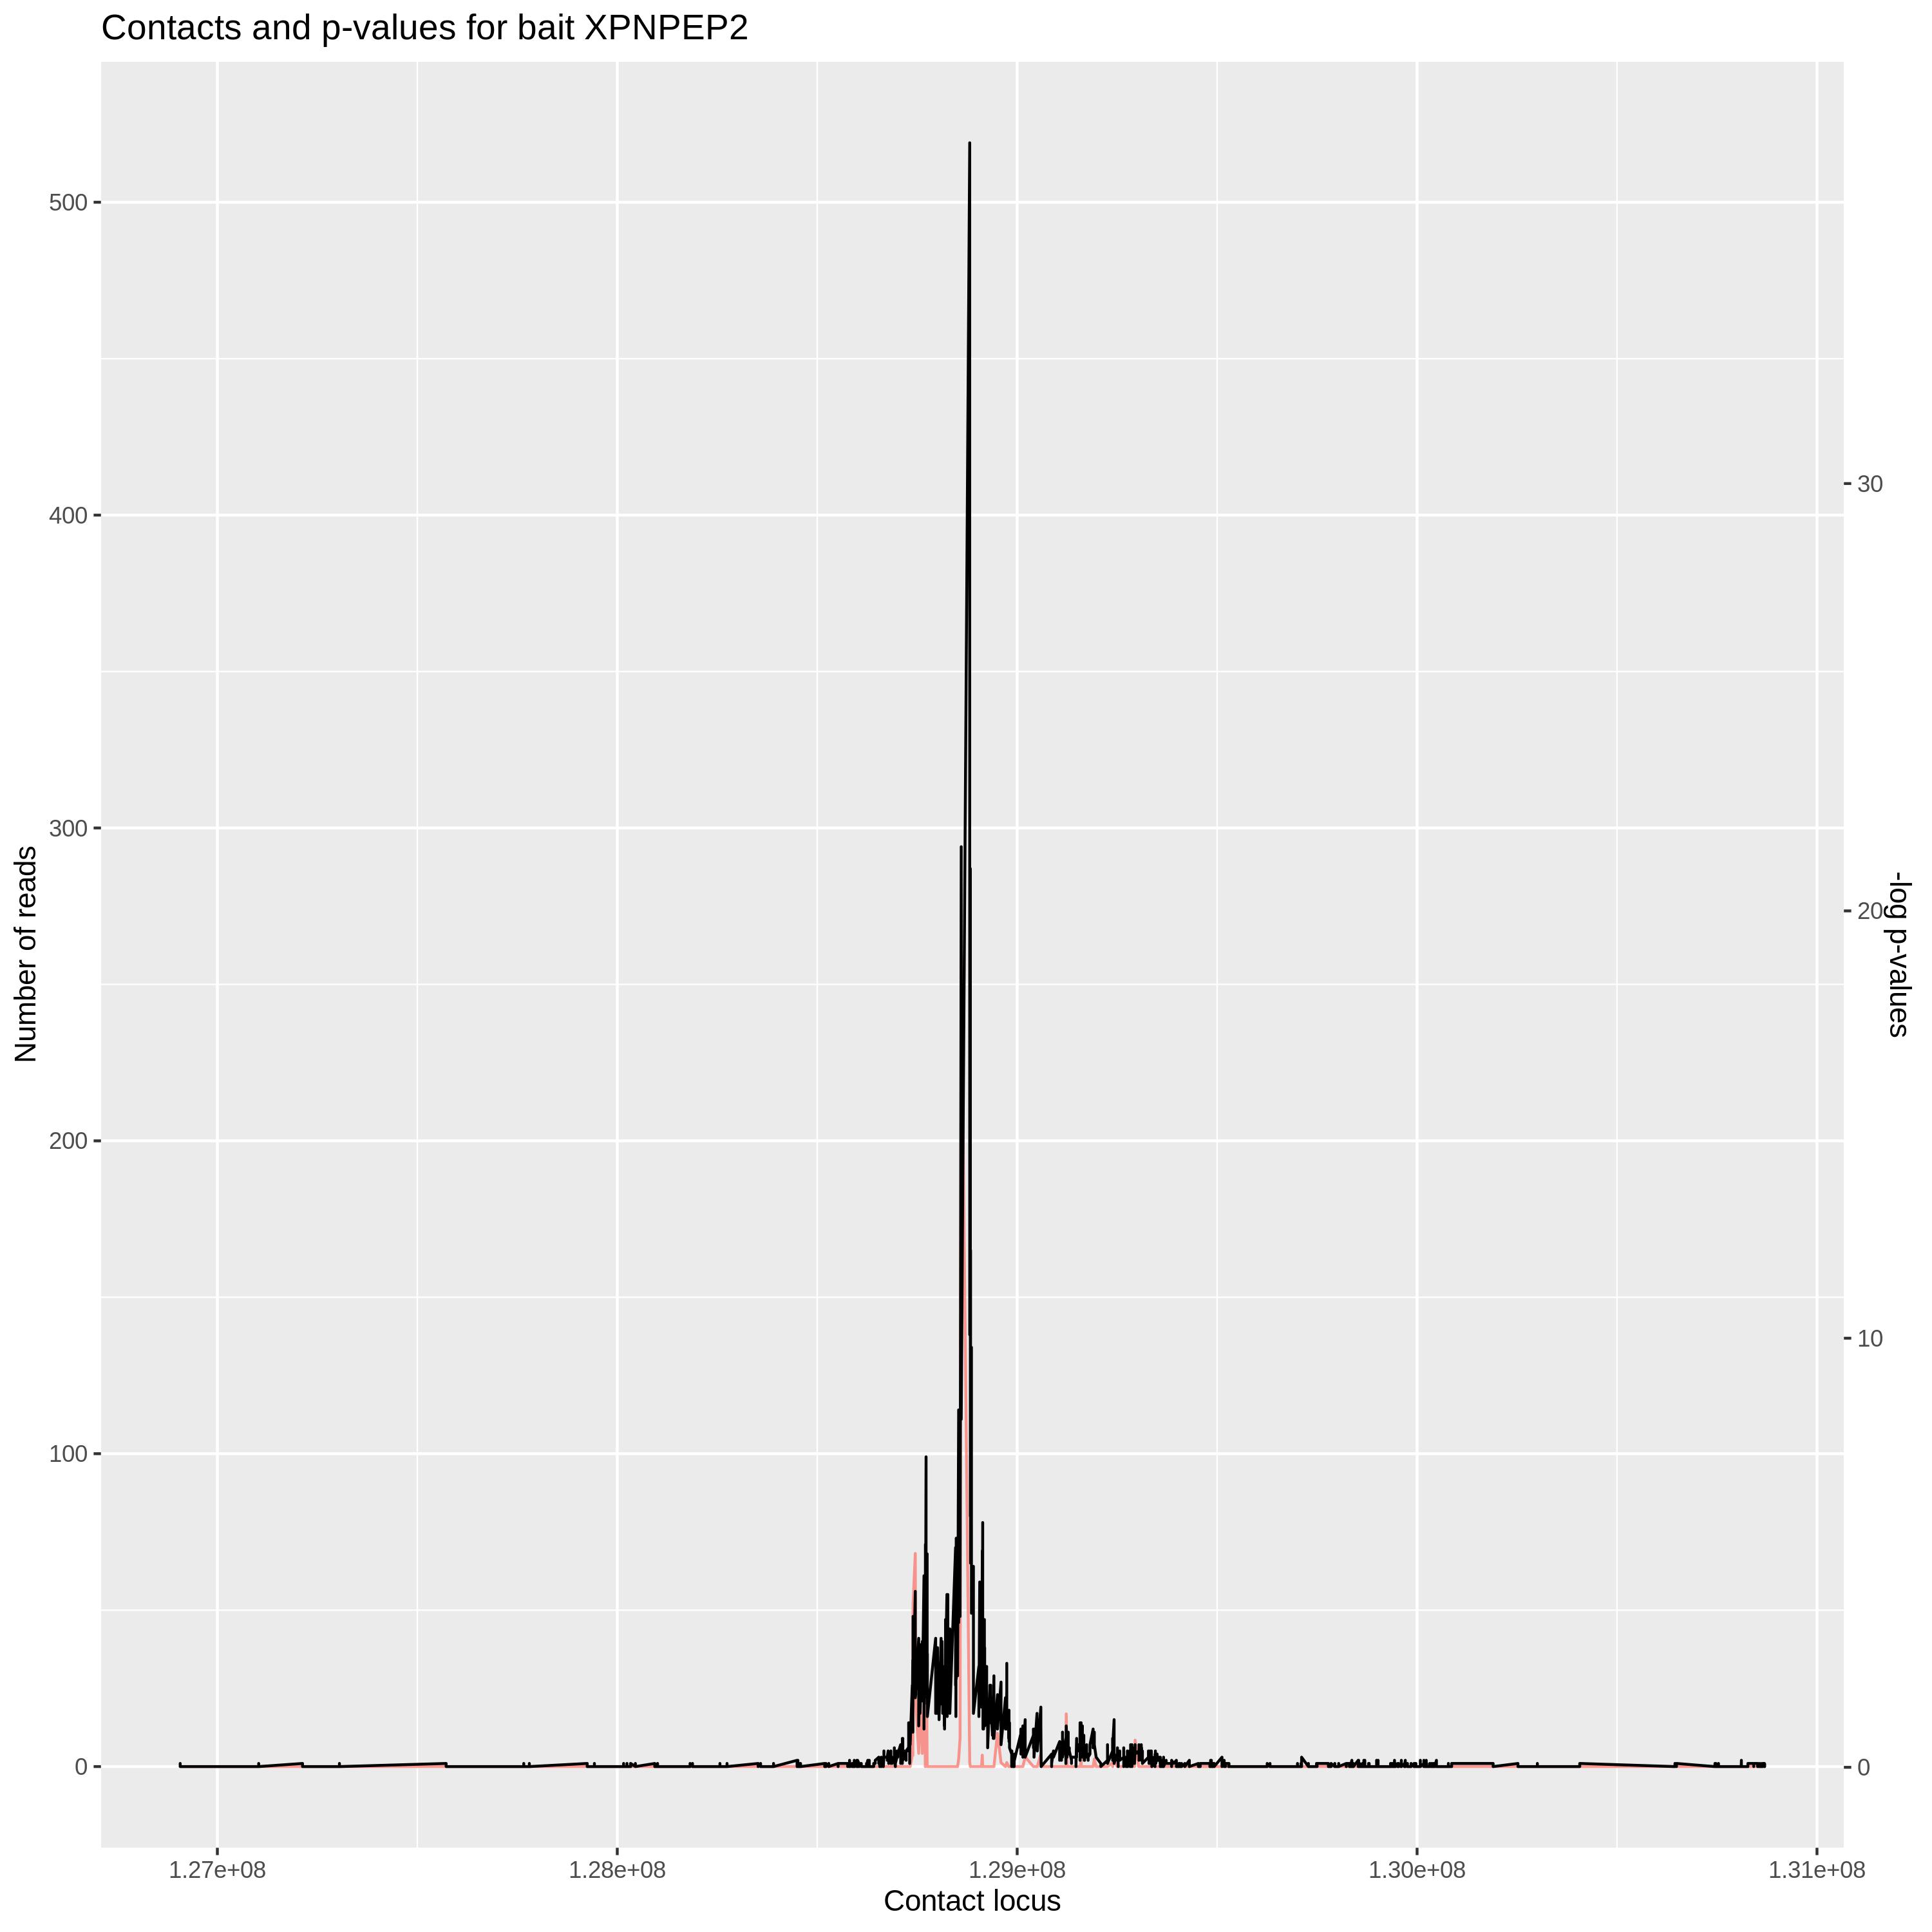 Contacts and p-values for bait XPNPEP2
500
400
300
200
100
0
Number of reads
30
20
10
0
-log p-values
1.27e+08 1.28e+08 1.29e+08 1.30e+08 1.31e+08
Contact locus